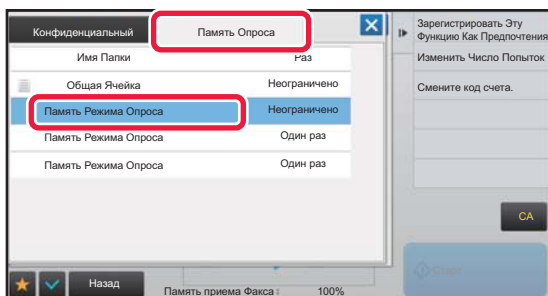 Конфиденциальный
Память Опроса
Имя Папки Раз
Общая Ячейка Неограничено
Память Режима Опроса Неограничено
Память Режима Опроса Один раз
Память Режима Опроса Один раз
Зарегистрировать Эту
Функцию Как Предпочтения
Изменить Число Попыток
Смените код счета.
CA
Старт
Назад
Память приема Факса : 100%